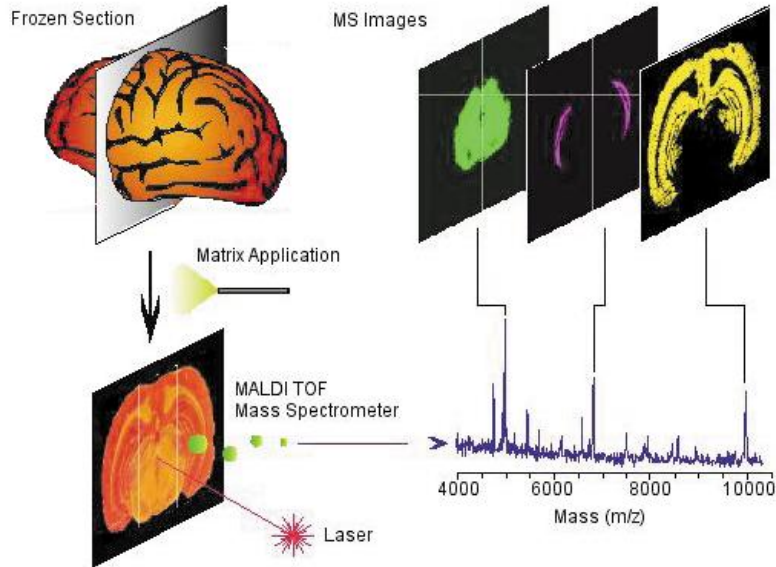 Frozen Section
MS Images
Matrix Application
MALDI TOF
Mass Spectrometer
4000 6000 8000 10000
Mass (m/z)
Laser